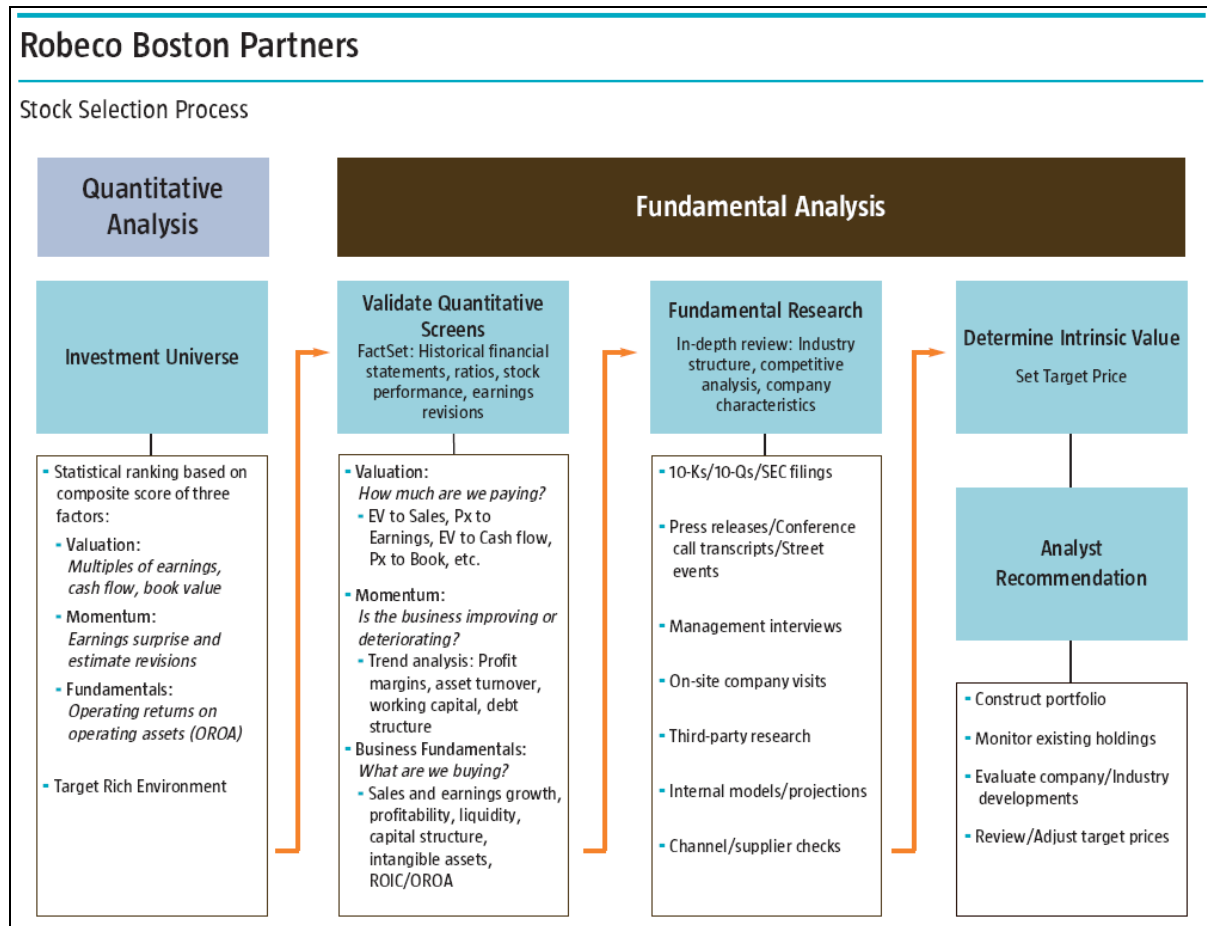 Robeco Boston Partners
Stock Selection Process
Quantitative
Analysis
Fundamental Analysis
Investment Universe
- Statistical ranking based on
composite score of three
factors:
- Valuation:
Multiples of earnings,
cash flow, book value
- Momentum:
Earnings surprise and
estimate revisions
- Fundamentals:
Operating returns on
operating assets (OROA)
- Target Rich Environment
Validate Quantitative
Screens
FactSet: Historical financial
statements, ratios, stock
performance, earnings
revisions
- Valuation:
How much are we paying?
- EV to Sales, Px to
Earnings, EV to Cash flow,
Px to Book, etc.
- Momentum:
Is the business improving or
deteriorating?
- Trend analysis: Profit
margins, asset turnover,
working capital, debt
structure
- Business Fundamentals:
What are we buying?
- Sales and earnings growth,
profitability, liquidity,
capital structure,
intangible assets,
ROIC/OROA
Fundamental Research
In-depth review: Industry
structure, competitive
analysis, company
characteristics
- 10-Ks/10-Qs/SEC filings
- Press releases/Conference
call transcripts/Street
events
- Management interviews
- On-site company visits
- Third-party research
- Internal models/projections
- Channel/supplier checks
Determine Intrinsic Value
Set Target Price
Analyst
Recommendation
- Construct portfolio
- Monitor existing holdings
- Evaluate company/Industry
developments
- Review/Adjust target prices